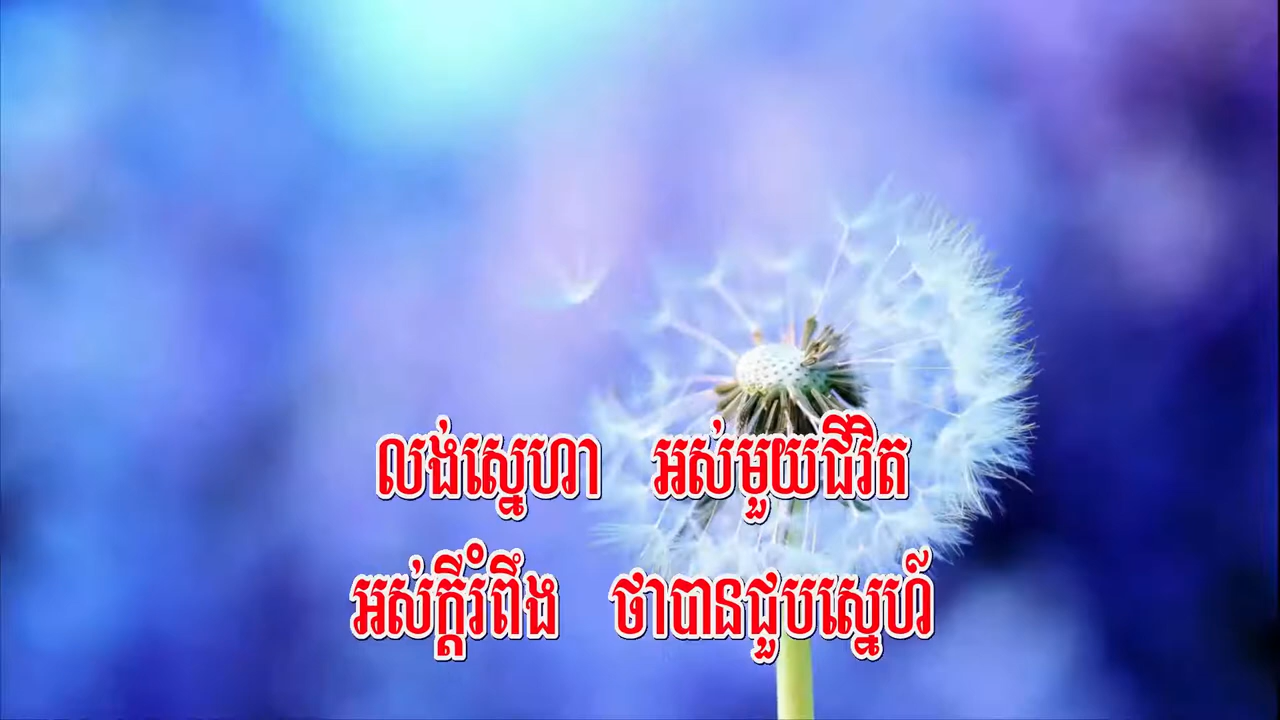 លង់ស្នេហា អស់មួយជីវិត
អស់ក្ដីរំពឹង ថាបានជួបស្នេហ៍